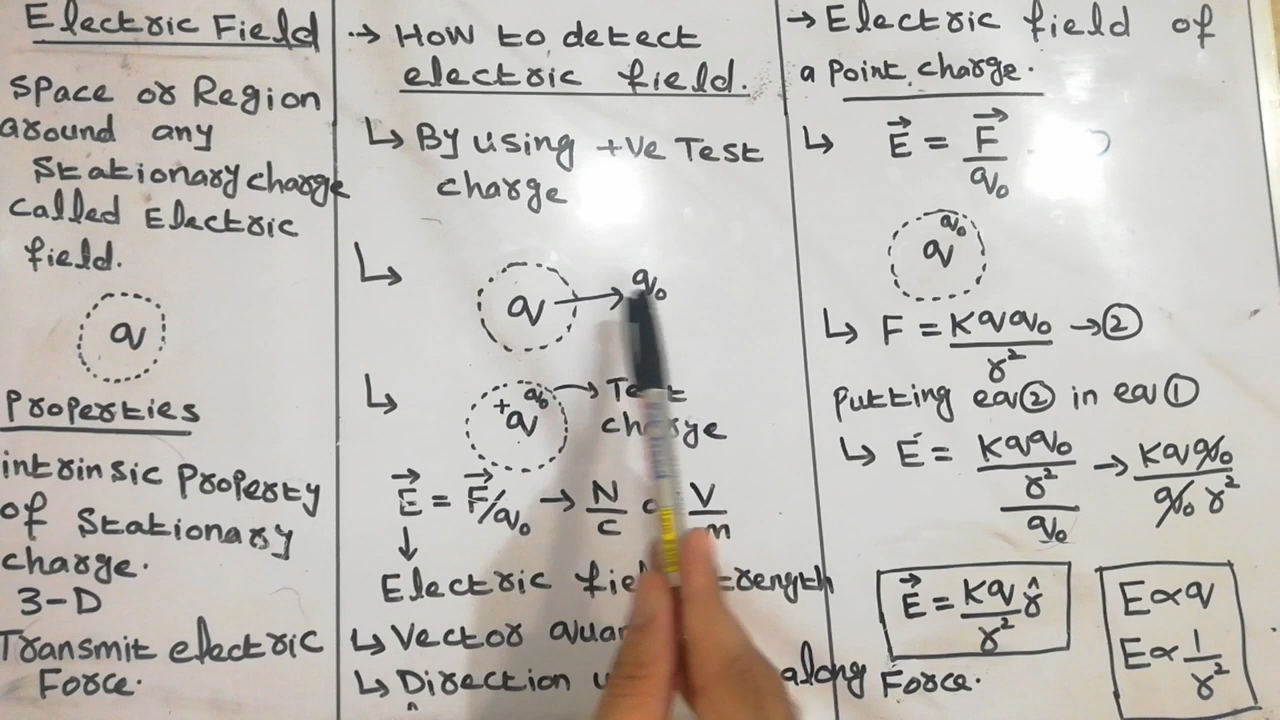 Electric Field
Space or Region
around any
Stationary charge
called Electric
field.
q
Properties
intrinsic Property
of Stationary
charge.
3-D
Transmit electric
Force.
→ How to detect
electric field.
↳ By using +ve Test
charge
↳ q → q₀
↳ +q q₀ → Test
charge
E⃗ = F⃗/q₀ → N/C V/m
↓
Electric field strength
↳ Vector
↳ Direction along Force.
→ Electric field of
a Point charge.
↳ E⃗ = F⃗/q₀
q q₀
↳ F = Kqq₀/r² → ②
Putting eq ② in eq ①
↳ E = Kqq₀/r²/q₀ → Kqq₀/q₀r²
E⃗ = Kq/r² r̂
E ∝ q
E ∝ 1/r²